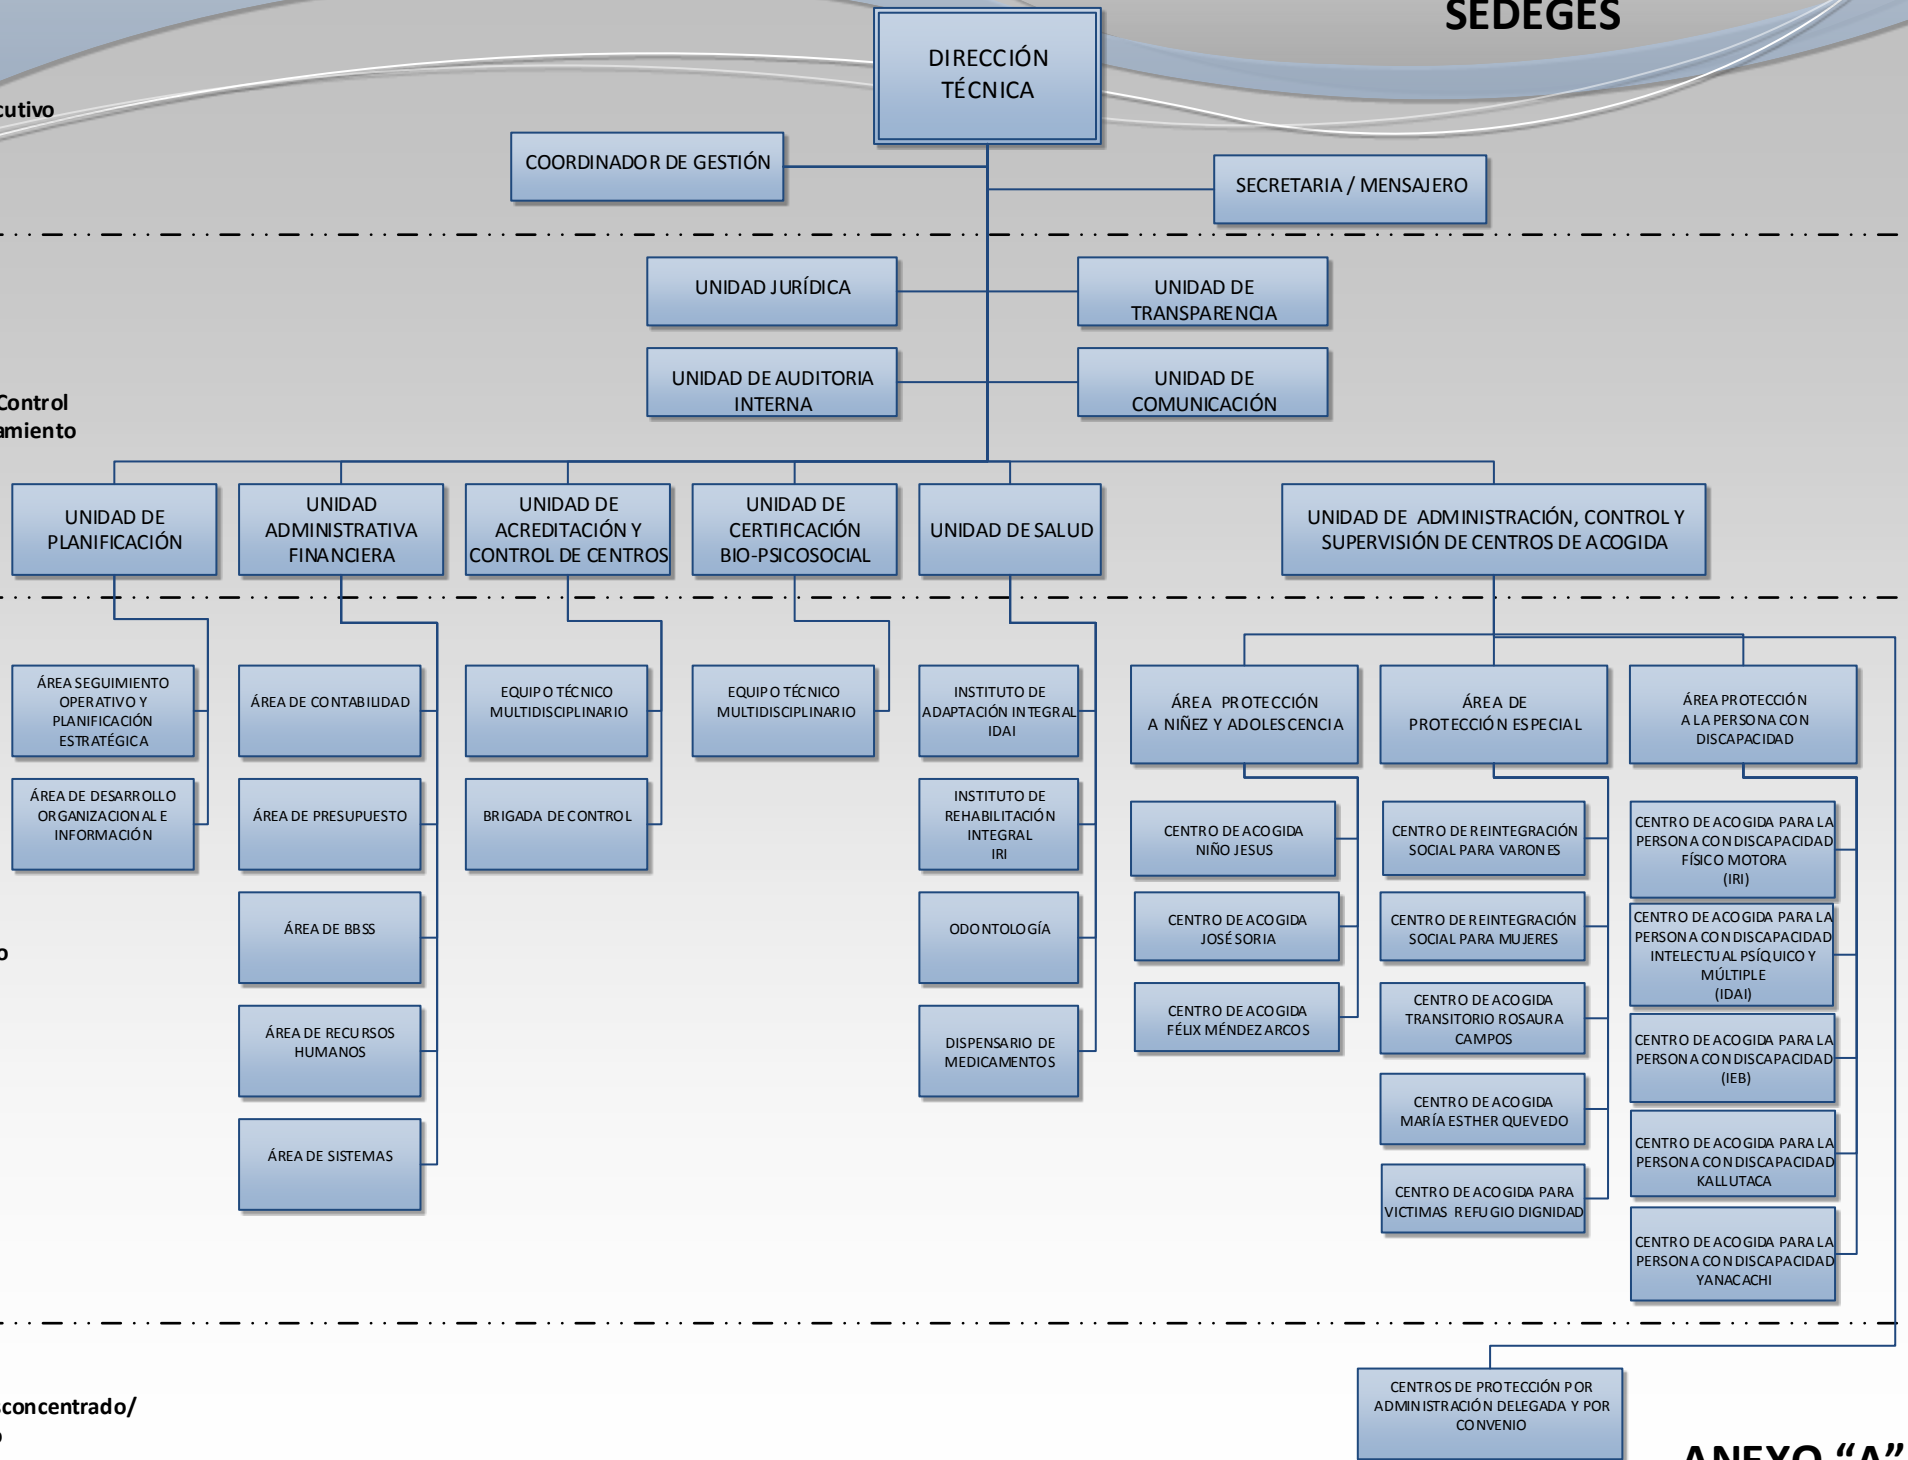 SEDEGES
DIRECCIÓN
TÉCNICA
COORDINADOR DE GESTIÓN
SECRETARIA / MENSAJERO
UNIDAD JURÍDICA
UNIDAD DE
TRANSPARENCIA
UNIDAD DE AUDITORIA
INTERNA
UNIDAD DE
COMUNICACIÓN
Control
UNIDAD DE
PLANIFICACIÓN
UNIDAD
ADMINISTRATIVA
FINANCIERA
UNIDAD DE
ACREDITACIÓN Y
CONTROL DE CENTROS
UNIDAD DE
CERTIFICACIÓN
BIO-PSICOSOCIAL
UNIDAD DE SALUD
UNIDAD DE ADMINISTRACIÓN, CONTROL Y
SUPERVISIÓN DE CENTROS DE ACOGIDA
ÁREA SEGUIMIENTO
OPERATIVO Y
PLANIFICACIÓN
ESTRATÉGICA
ÁREA DE DESARROLLO
ORGANIZACIONAL E
INFORMACIÓN
ÁREA DE CONTABILIDAD
ÁREA DE PRESUPUESTO
ÁREA DE BBSS
ÁREA DE RECURSOS
HUMANOS
ÁREA DE SISTEMAS
EQUIPO TÉCNICO
MULTIDISCIPLINARIO
BRIGADA DE CONTROL
EQUIPO TÉCNICO
MULTIDISCIPLINARIO
INSTITUTO DE
ADAPTACIÓN INTEGRAL
IDAI
INSTITUTO DE
REHABILITACIÓN
INTEGRAL
IRI
ODONTOLOGÍA
DISPENSARIO DE
MEDICAMENTOS
ÁREA PROTECCIÓN
A NIÑEZ Y ADOLESCENCIA
CENTRO DE ACOGIDA
NIÑO JESUS
CENTRO DE ACOGIDA
JOSÉ SORIA
CENTRO DE ACOGIDA
FÉLIX MÉNDEZ ARCOS
ÁREA DE
PROTECCIÓN ESPECIAL
CENTRO DE REINTEGRACIÓN
SOCIAL PARA VARONES
CENTRO DE REINTEGRACIÓN
SOCIAL PARA MUJERES
CENTRO DE ACOGIDA
TRANSITORIO ROSAURA
CAMPOS
CENTRO DE ACOGIDA
MARÍA ESTHER QUEVEDO
CENTRO DE ACOGIDA PARA
VICTIMAS REFUGIO DIGNIDAD
ÁREA PROTECCIÓN
A LA PERSONA CON
DISCAPACIDAD
CENTRO DE ACOGIDA PARA LA
PERSONA CON DISCAPACIDAD
FÍSICO MOTORA
(IRI)
CENTRO DE ACOGIDA PARA LA
PERSONA CON DISCAPACIDAD
INTELECTUAL PSÍQUICO Y
MÚLTIPLE
(IDAI)
CENTRO DE ACOGIDA PARA LA
PERSONA CON DISCAPACIDAD
(IEB)
CENTRO DE ACOGIDA PARA LA
PERSONA CON DISCAPACIDAD
KALLUTACA
CENTRO DE ACOGIDA PARA LA
PERSONA CON DISCAPACIDAD
YANACACHI
CENTROS DE PROTECCIÓN POR
ADMINISTRACIÓN DELEGADA Y POR
CONVENIO
ANEXO “A”